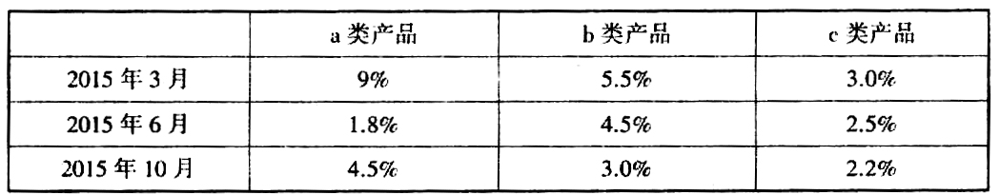 a 类产品 b 类产品 c 类产品
2015 年 3 月 9% 5.5% 3.0%
2015 年 6 月 1.8% 4.5% 2.5%
2015 年 10 月 4.5% 3.0% 2.2%